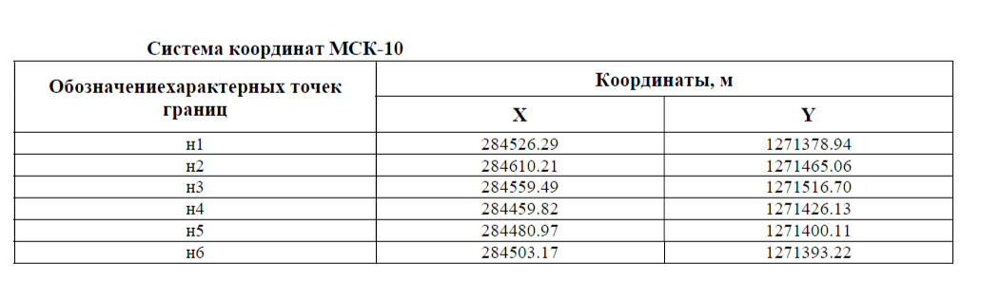 Система координат МСК-10
Обозначениехарактерных точек
границ
Координаты, м
X
Y
н1 284526.29 1271378.94
н2 284610.21 1271465.06
н3 284559.49 1271516.70
н4 284459.82 1271426.13
н5 284480.97 1271400.11
н6 284503.17 1271393.22